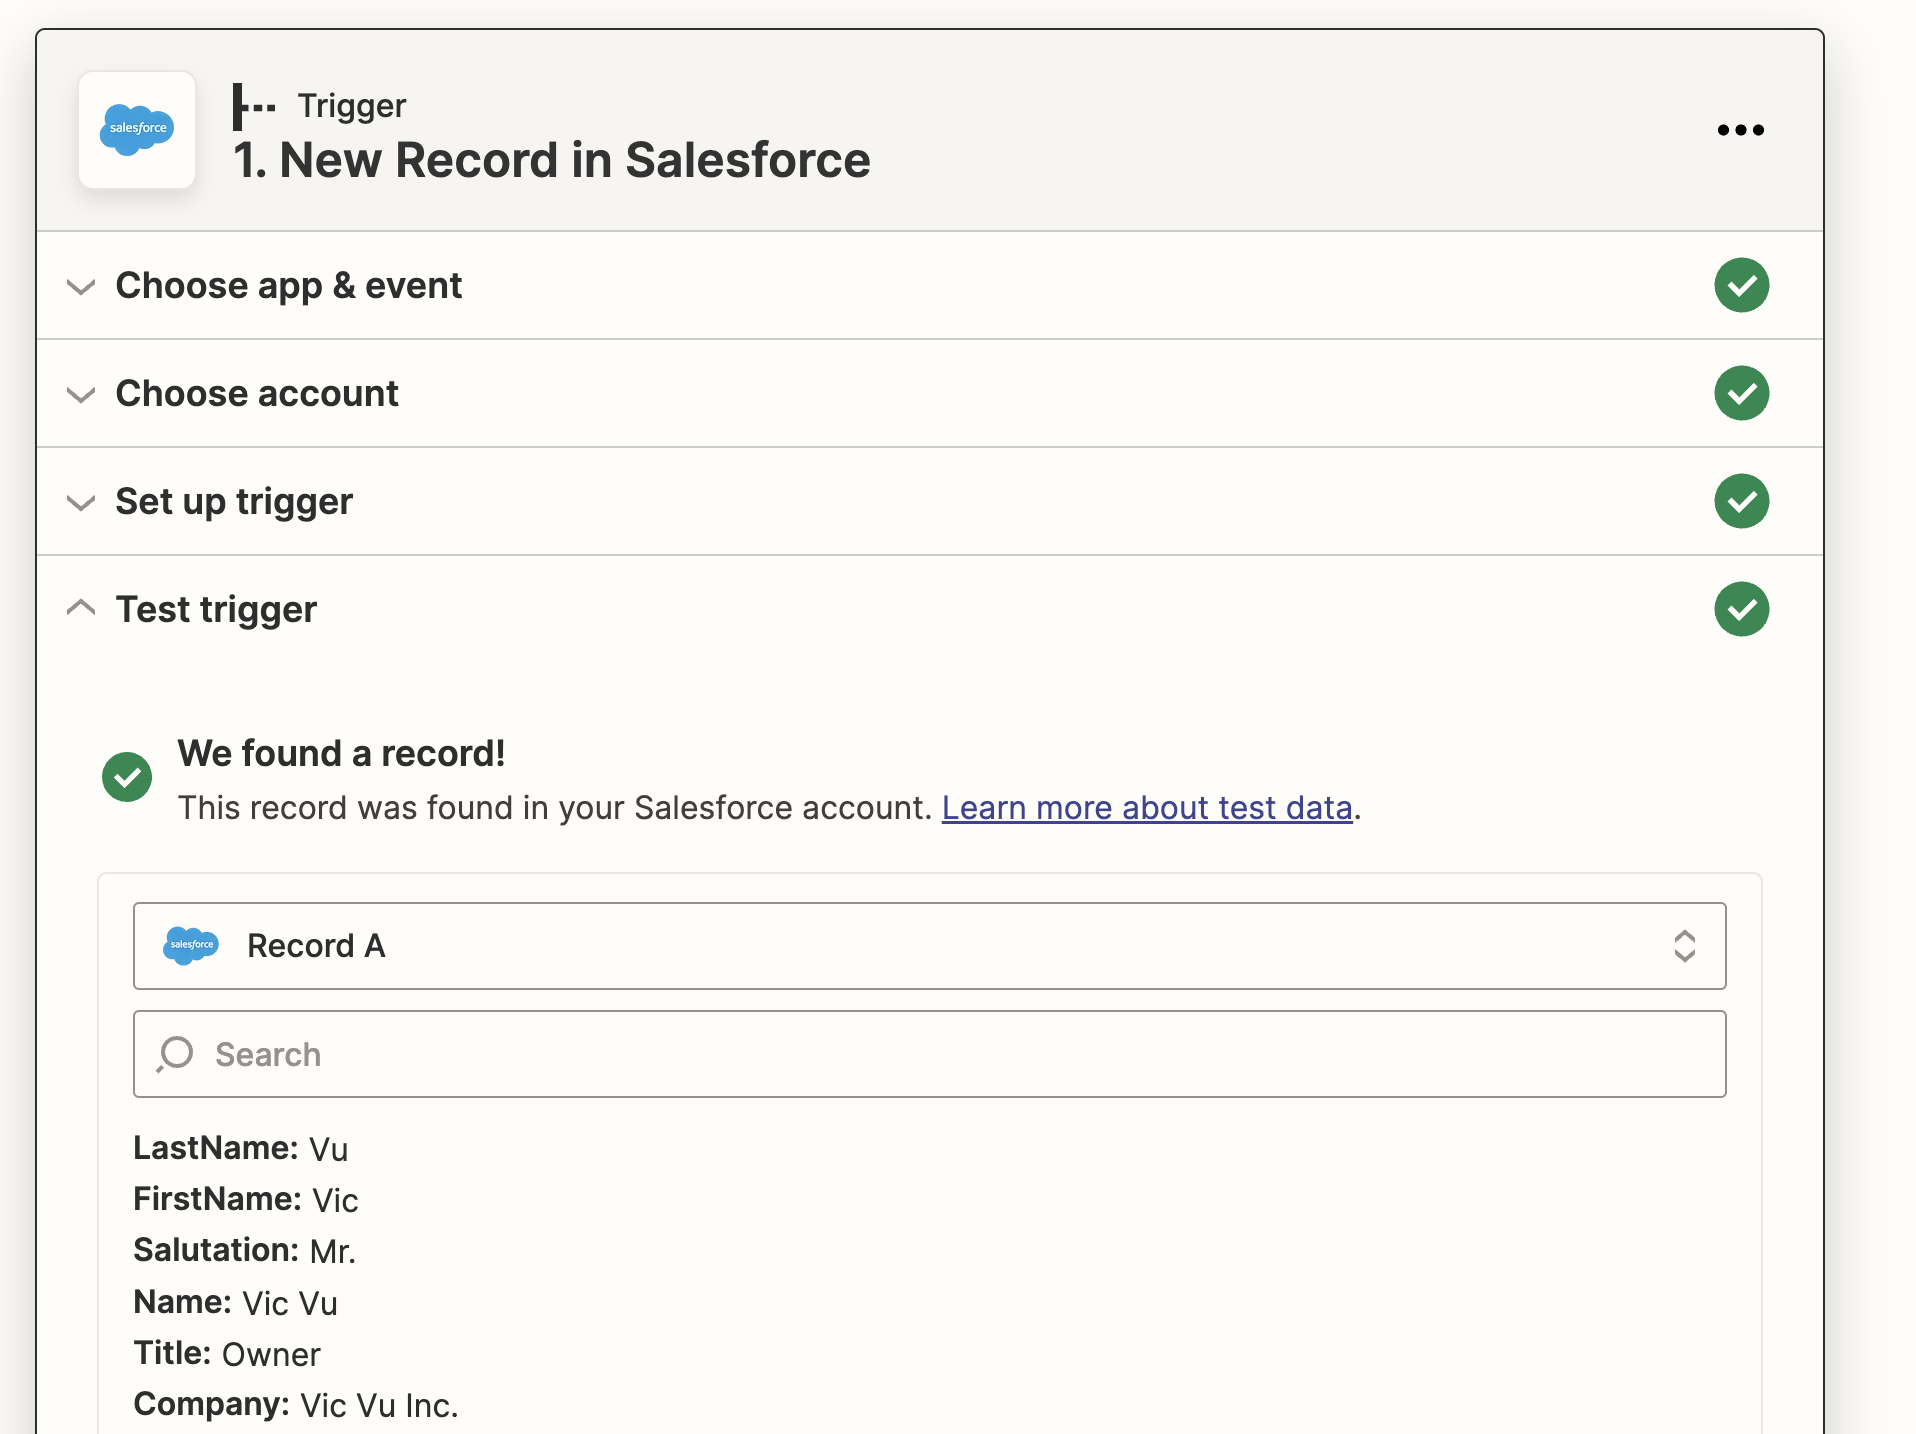 salesforce
Trigger
1. New Record in Salesforce
Choose app & event
Choose account
Set up trigger
Test trigger
We found a record!
This record was found in your Salesforce account. Learn more about test data.
salesforce
Record A
Search
LastName: Vu
FirstName: Vic
Salutation: Mr.
Name: Vic Vu
Title: Owner
Company: Vic Vu Inc.